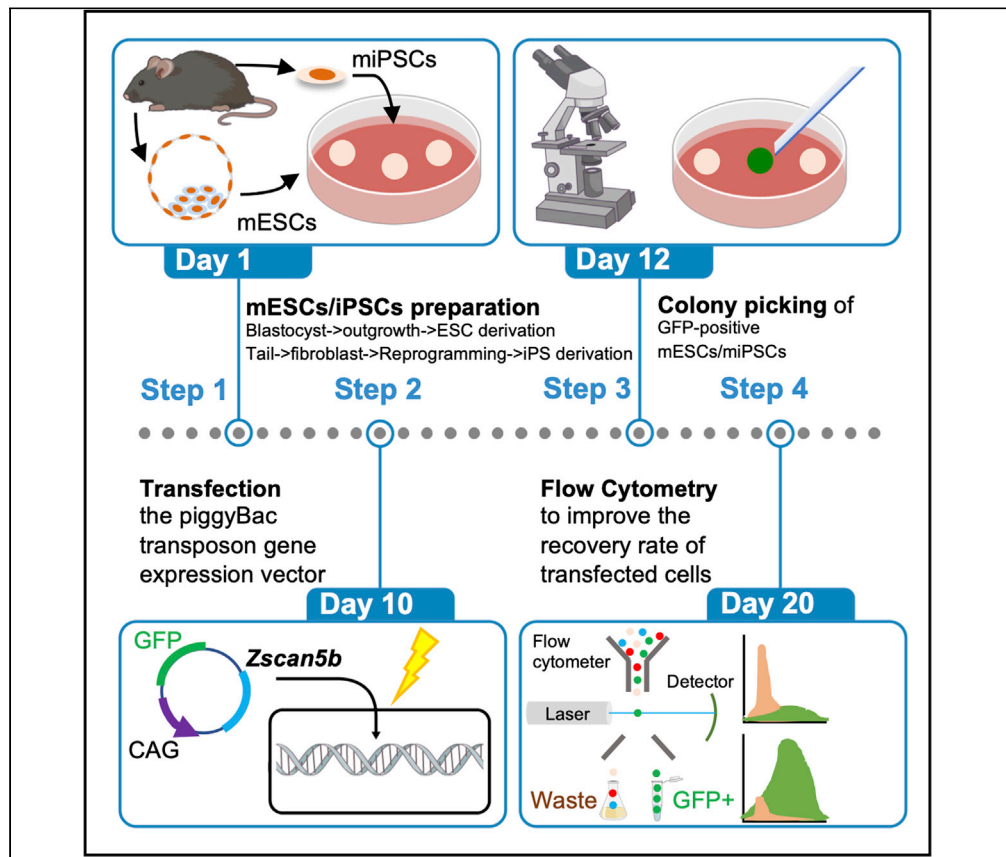 miPSCs
mESCs
Day 1
Day 12
mESCs/iPSCs preparation
Blastocyst->outgrowth->ESC derivation
Tail->fibroblast->Reprogramming->iPS derivation
Colony picking of
GFP-positive
mESCs/miPSCs
Step 1
Step 2
Step 3
Step 4
Transfection
the piggyBac
transposon gene
expression vector
Flow Cytometry
to improve the
recovery rate of
transfected cells
Day 10
Day 20
GFP
Zscan5b
CAG
Flow
cytometer
Detector
Laser
Waste
GFP+